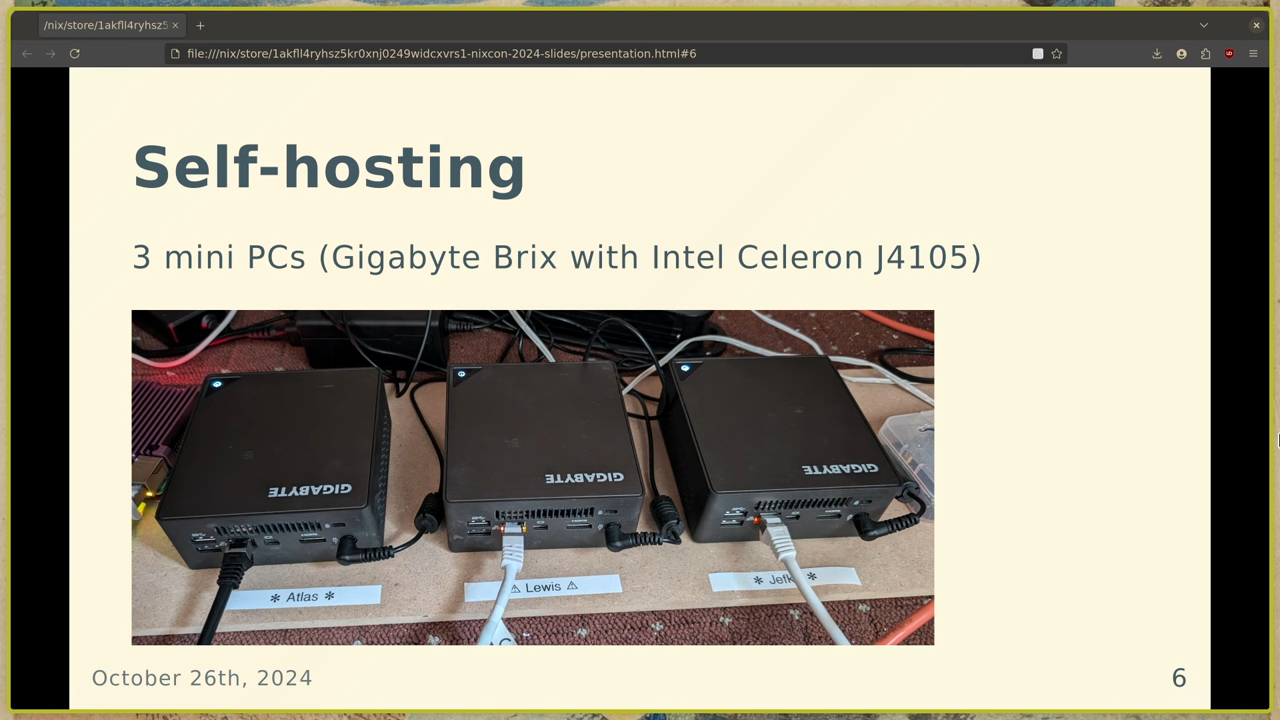 /nix/store/1akfll4ryhsz5
file:///nix/store/1akfll4ryhsz5kr0xnj0249widcxvrs1-nixcon-2024-slides/presentation.html#6
Self-hosting
3 mini PCs (Gigabyte Brix with Intel Celeron J4105)
GIGABYTE
GIGABYTE
GIGABYTE
✻ Atlas ✻
⚠ Lewis ⚠
October 26th, 2024
6